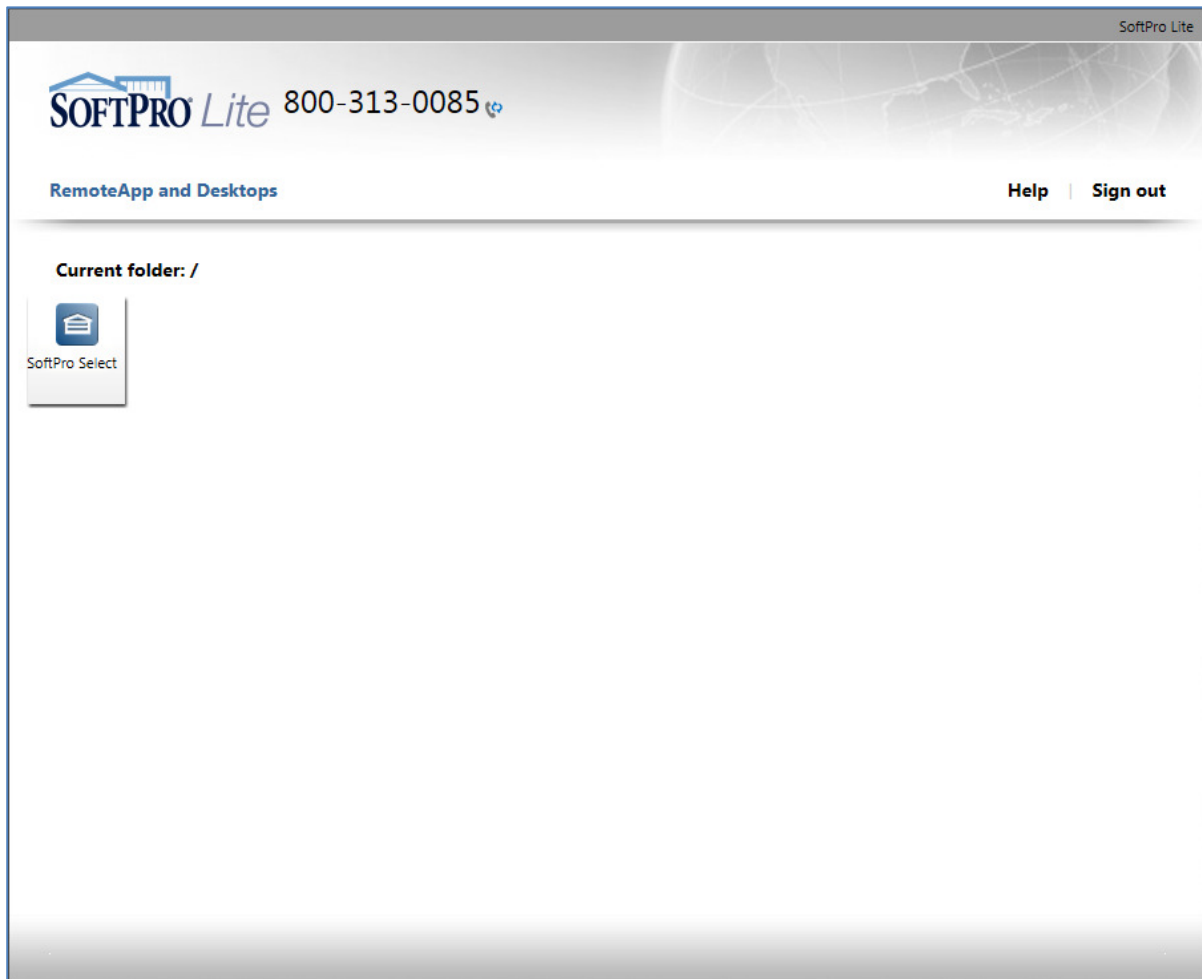 SoftPro Lite
SOFTPRO® Lite 800-313-0085
RemoteApp and Desktops
Help | Sign out
Current folder: /
SoftPro Select